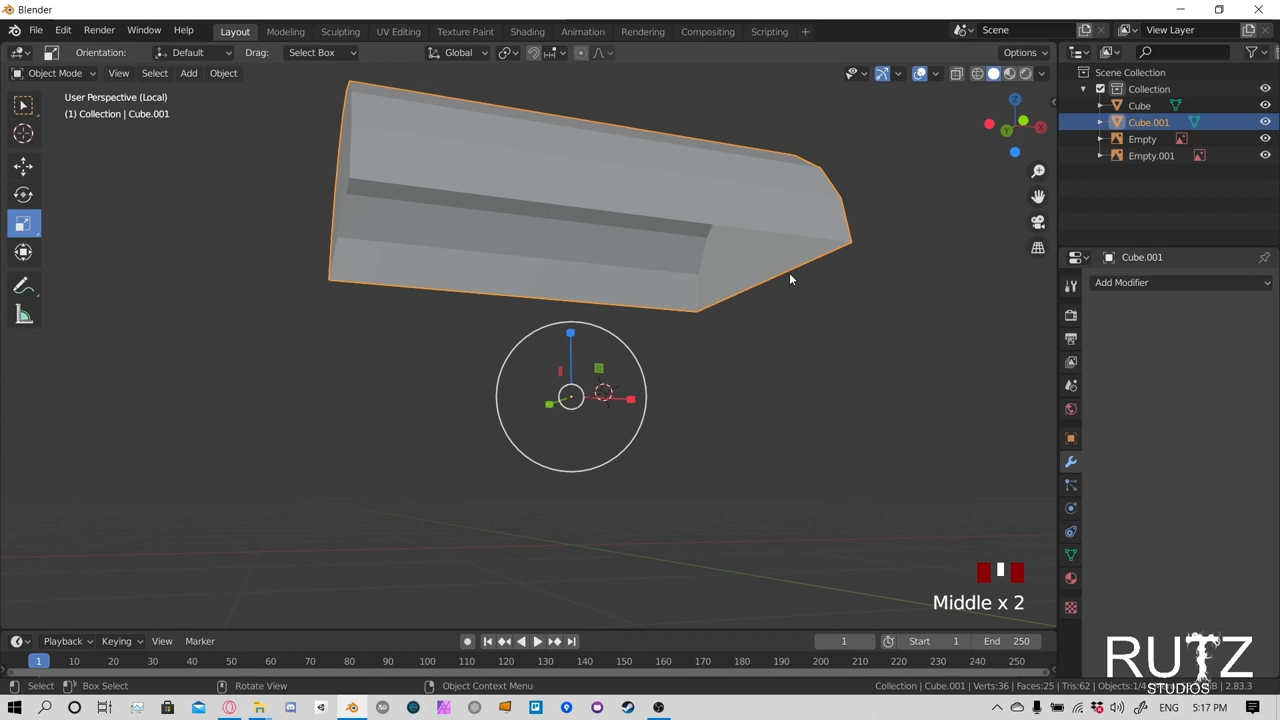 Blender
File Edit Render Window Help Layout Modeling Sculpting UV Editing Texture Paint Shading Animation Rendering Compositing Scripting + Scene View Layer
Orientation: Default Drag: Select Box Global Options
Object Mode View Select Add Object
User Perspective (Local)
(1) Collection | Cube.001
Z
X
Y
Scene Collection
Collection
Cube
Cube.001
Empty
Empty.001
Cube.001
Add Modifier
Middle x 2
Playback Keying View Marker 1 Start 1 End 250
1 10 20 30 40 50 60 70 80 90 100 110 120 130 140 150 160 170 180 190 200 210 220 230 240 250
Select Box Select Rotate View Object Context Menu Collection | Cube.001 | Verts:36 | Faces:25 | Tris:62 | Objects:1/4 2.83.3
RUTZ
STUDIOS
ENG 5:17 PM